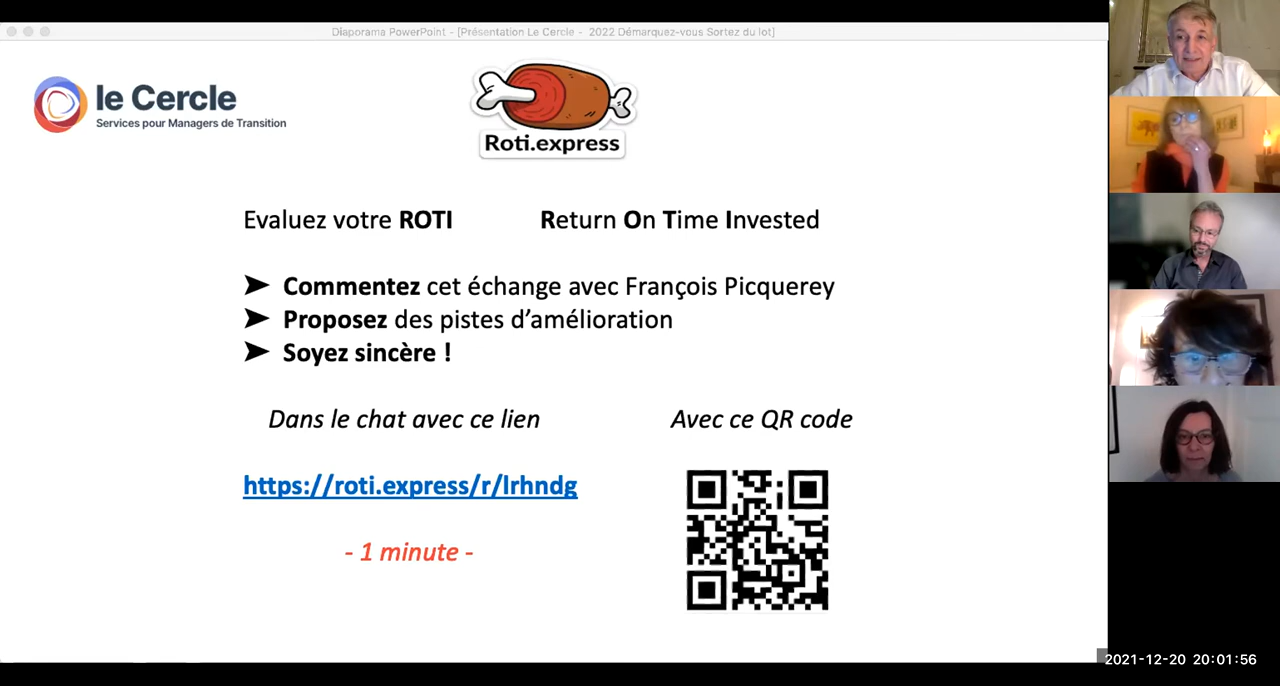 Diaporama PowerPoint - [Présentation Le Cercle - 2022 Démarquez-vous Sortez du lot]
le Cercle
Services pour Managers de Transition
Roti.express
Evaluez votre ROTI
Return On Time Invested
➤ Commentez cet échange avec François Picquerey
➤ Proposez des pistes d’amélioration
➤ Soyez sincère !
Dans le chat avec ce lien
Avec ce QR code
https://roti.express/r/lrhndg
- 1 minute -
2021-12-20 20:01:56